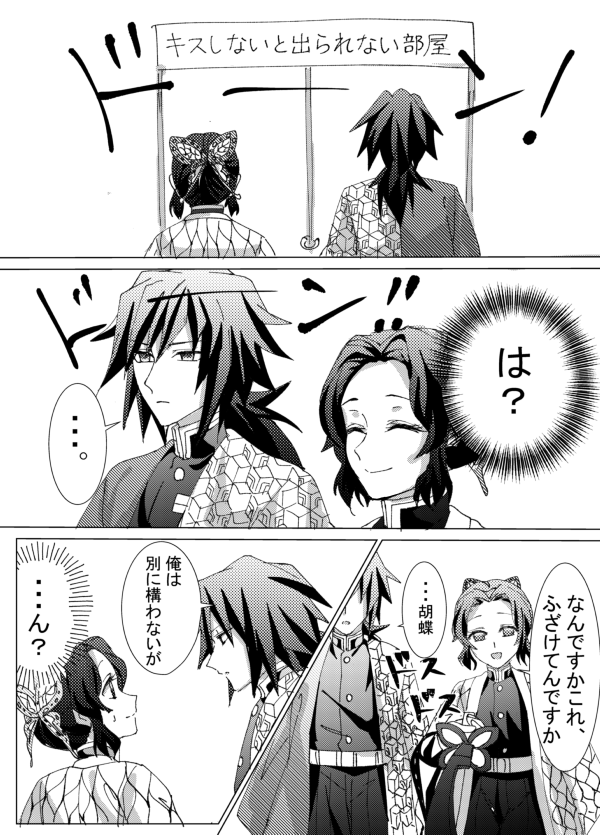 キスしないと出られない部屋
ドーーン！
ドーンッ
は？
・・・。
なんですかこれ、
ふざけてんですか
ドスドス
・・・胡蝶
俺は
別に構わないが
・・・ん？